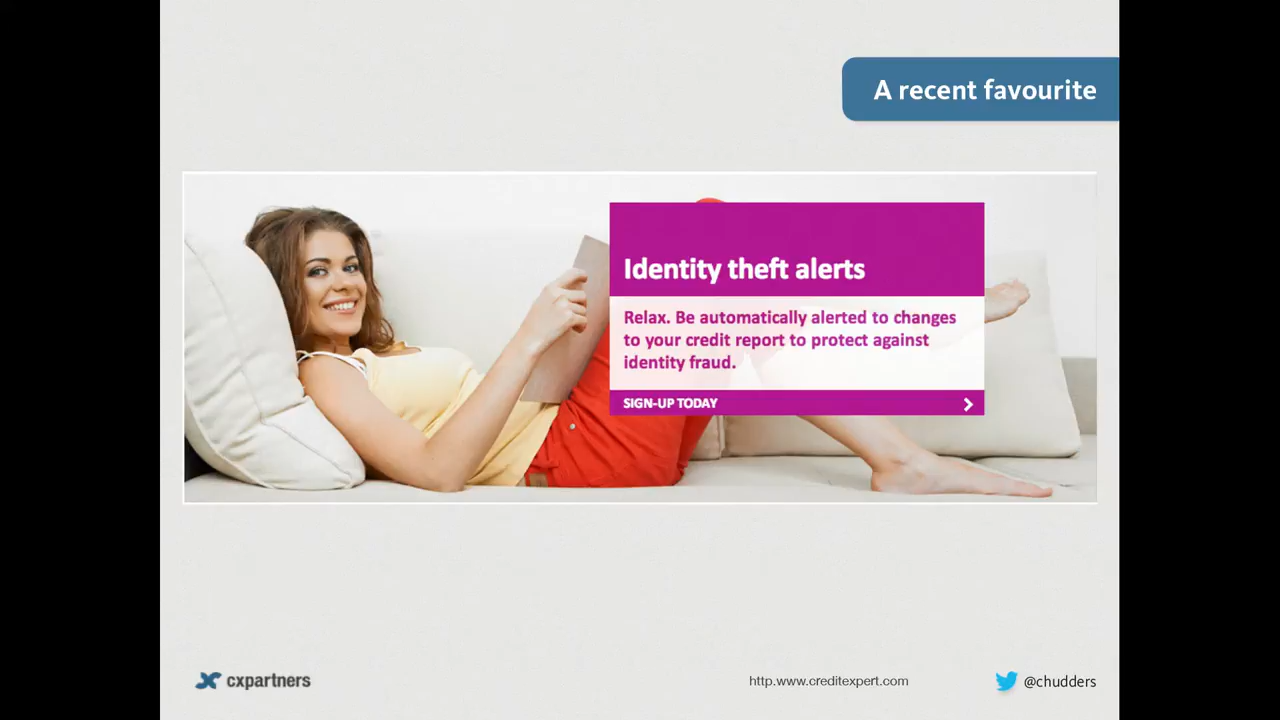 A recent favourite
Identity theft alerts
Relax. Be automatically alerted to changes
to your credit report to protect against
identity fraud.
SIGN-UP TODAY
cxpartners
http.www.creditexpert.com
@chudders